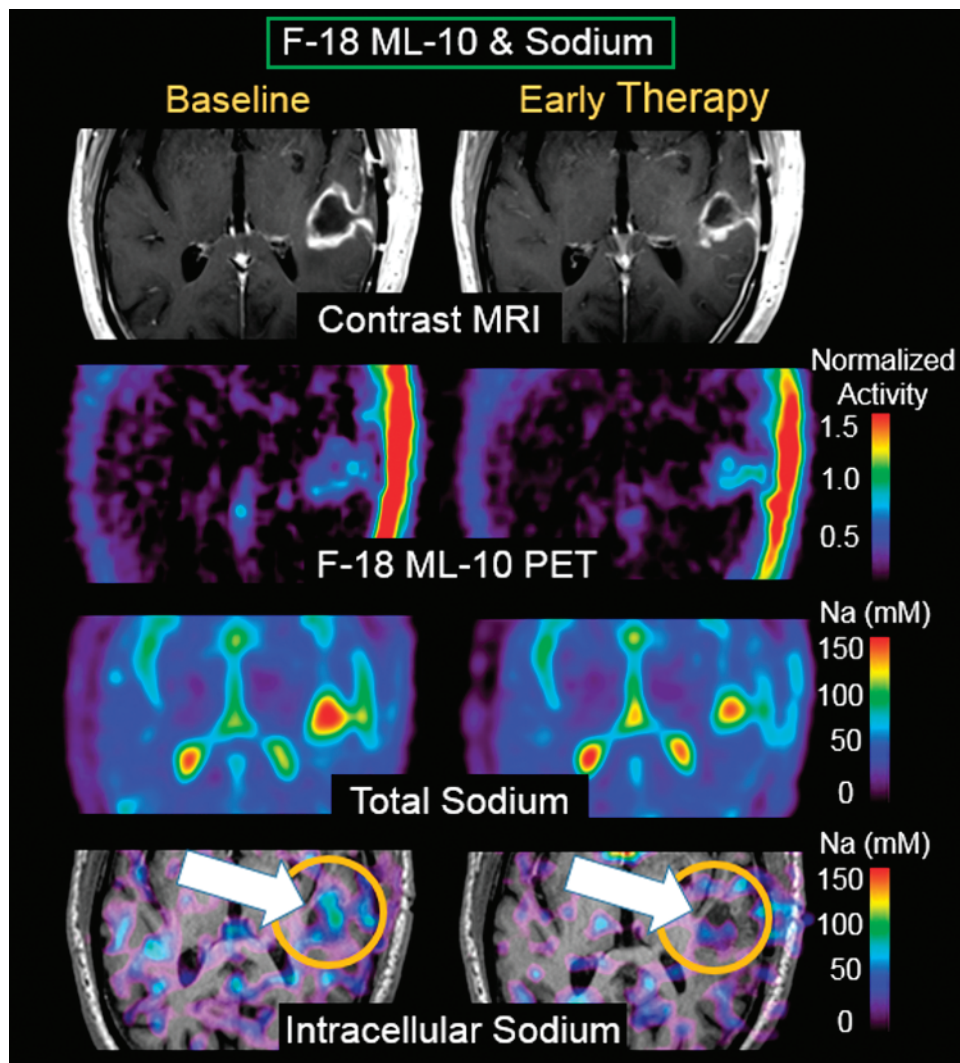 F-18 ML-10 & Sodium
Baseline
Early Therapy
Contrast MRI
Normalized
Activity
1.5
1.0
0.5
F-18 ML-10 PET
Na (mM)
150
100
50
0
Total Sodium
Na (mM)
150
100
50
0
Intracellular Sodium